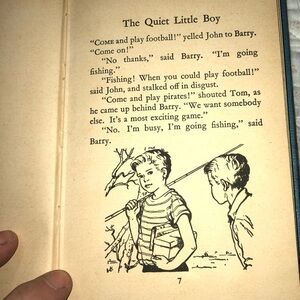 The Quiet Little Boy
"COME and play football!" yelled John to Barry.
"Come on!"
"No thanks," said Barry. "I'm going
fishing."
"Fishing! When you could play football!"
said John, and stalked off in disgust.
"Come and play pirates!" shouted Tom, as
he came up behind Barry. "We want somebody
else. It's a most exciting game."
"No. I'm busy, I'm going fishing," said
Barry.
7